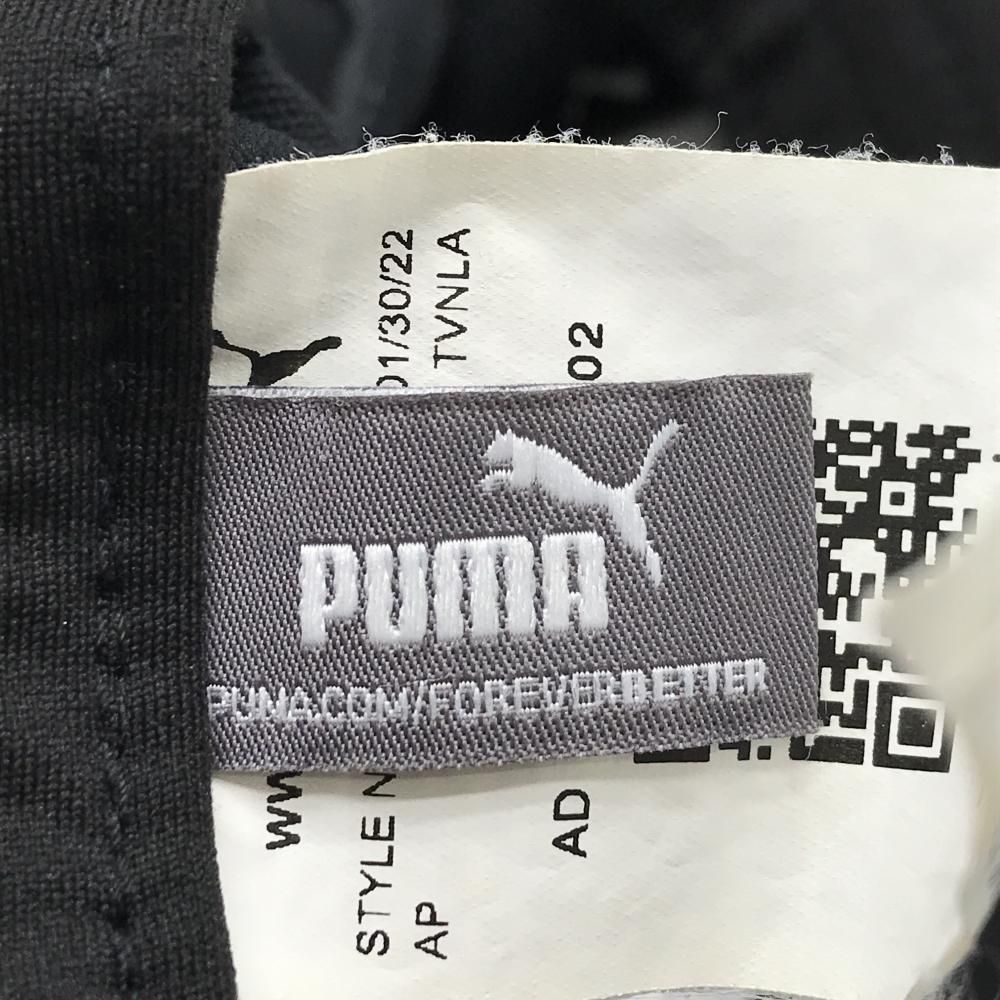 PUMA
PUMA.COM/FOREVERBETTER
STYLE N
01/30/22
AP
TVNLA
AD
02